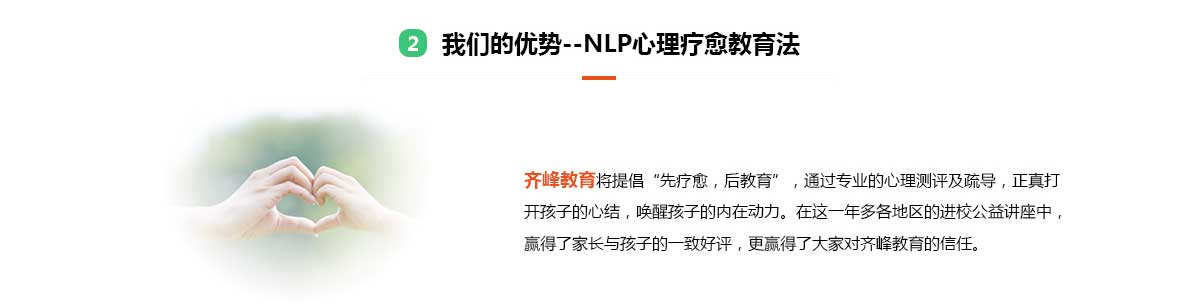 2 我们的优势--NLP心理疗愈教育法
齐峰教育将提倡“先疗愈，后教育”，通过专业的心理测评及疏导，正真打
开孩子的心结，唤醒孩子的内在动力。在这一年多各地区的进校公益讲座中，
赢得了家长与孩子的一致好评，更赢得了大家对齐峰教育的信任。